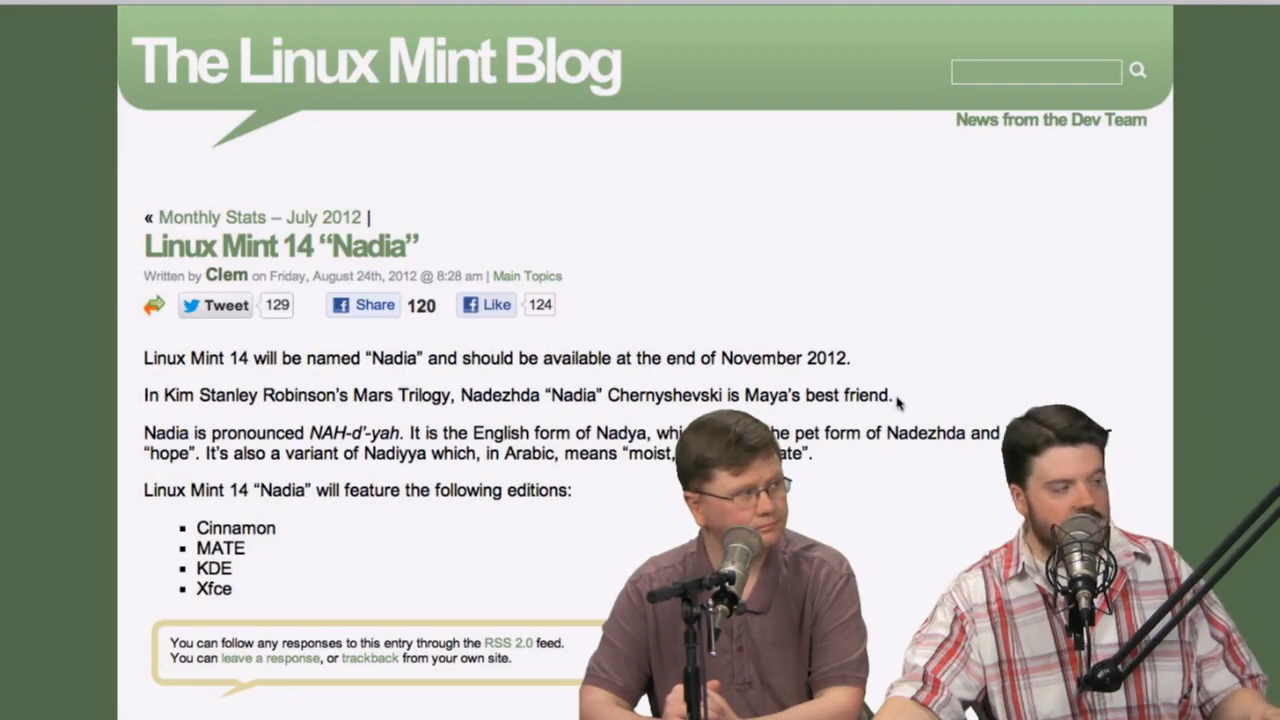 The Linux Mint Blog
News from the Dev Team
« Monthly Stats – July 2012 |
Linux Mint 14 “Nadia”
Written by Clem on Friday, August 24th, 2012 @ 8:28 am | Main Topics
Tweet 129 Share 120 Like 124
Linux Mint 14 will be named “Nadia” and should be available at the end of November 2012.
In Kim Stanley Robinson’s Mars Trilogy, Nadezhda “Nadia” Chernyshevski is Maya’s best friend.
Nadia is pronounced NAH-d’-yah. It is the English form of Nadya, pet form of Nadezhda and
“hope”. It’s also a variant of Nadiyya which, in Arabic, means “moist,
Linux Mint 14 “Nadia” will feature the following editions:
▪ Cinnamon
▪ MATE
▪ KDE
▪ Xfce
You can follow any responses to this entry through the RSS 2.0 feed.
You can leave a response, or trackback from your own site.